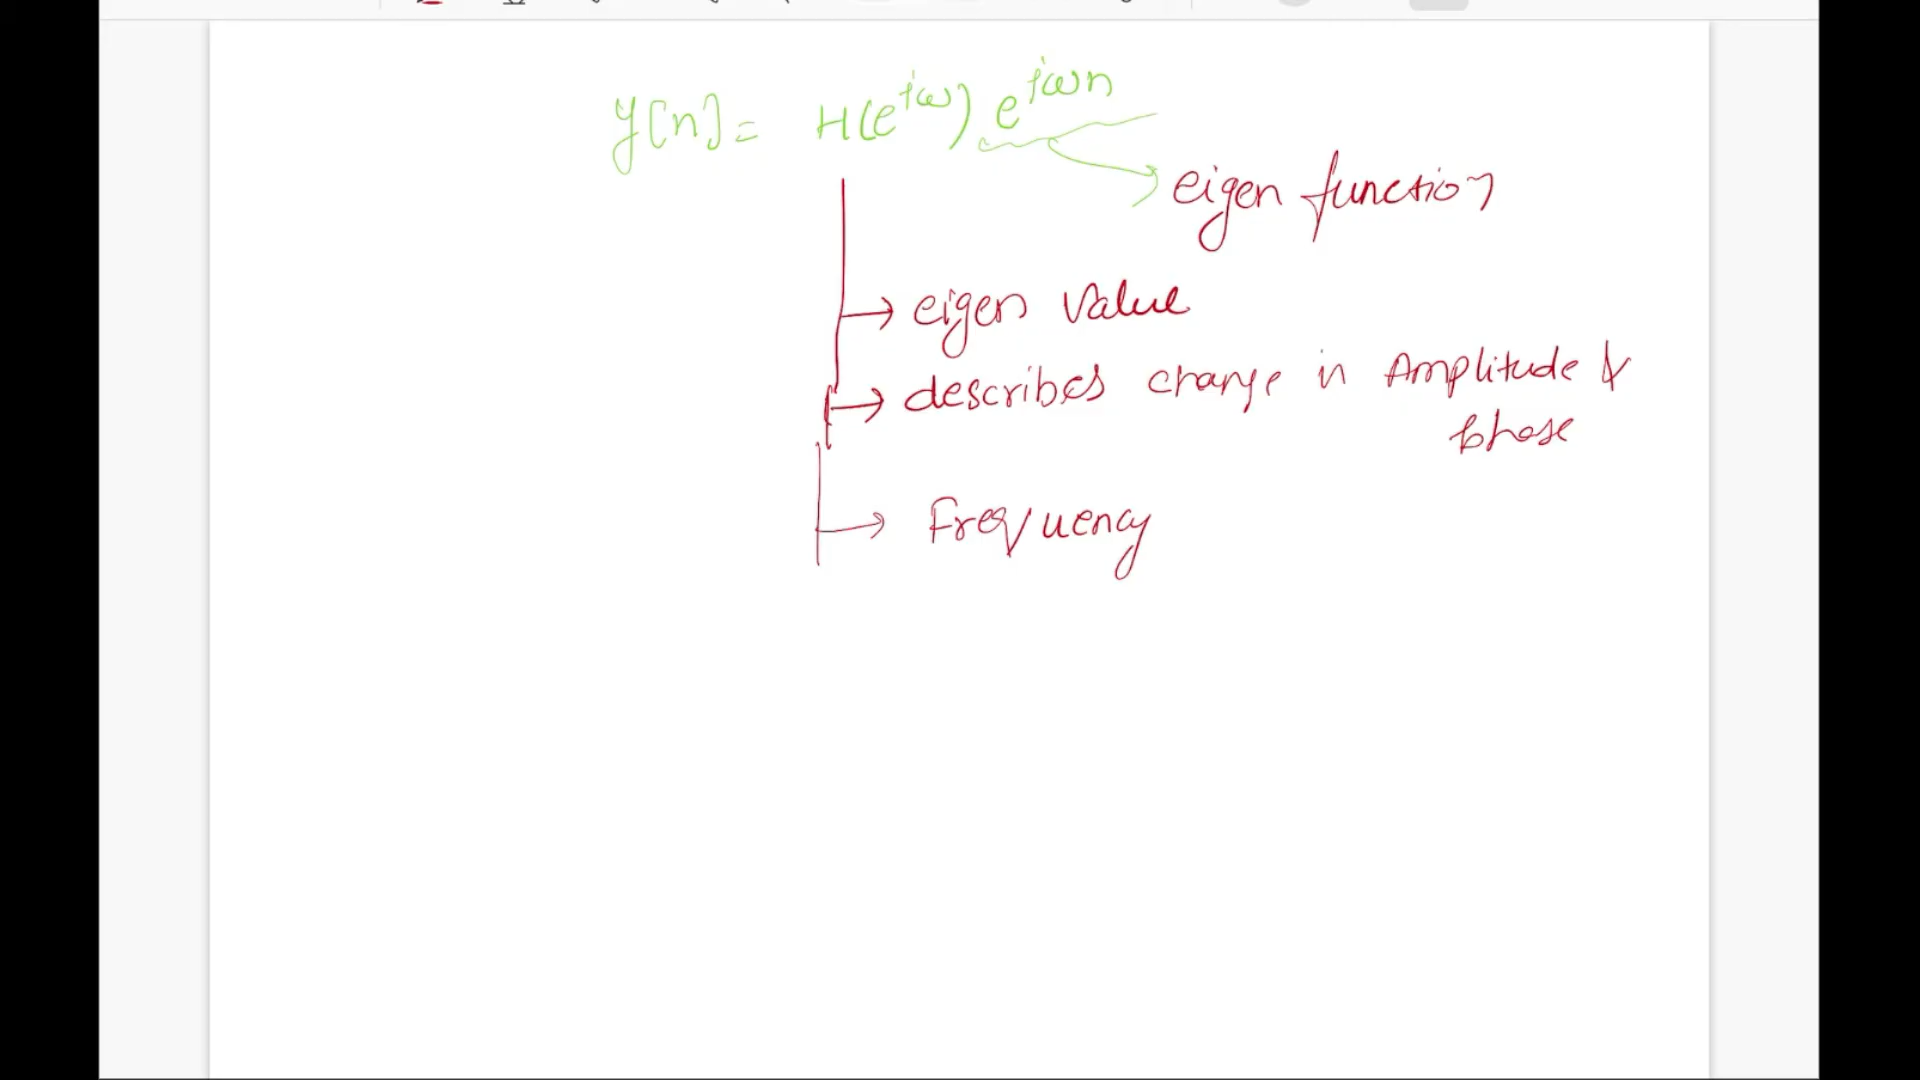 y[n] = H(e^{jω}) e^{jωn}
→ eigen function
→ eigen value
→ describes change in Amplitude &
phase
→ Frequency